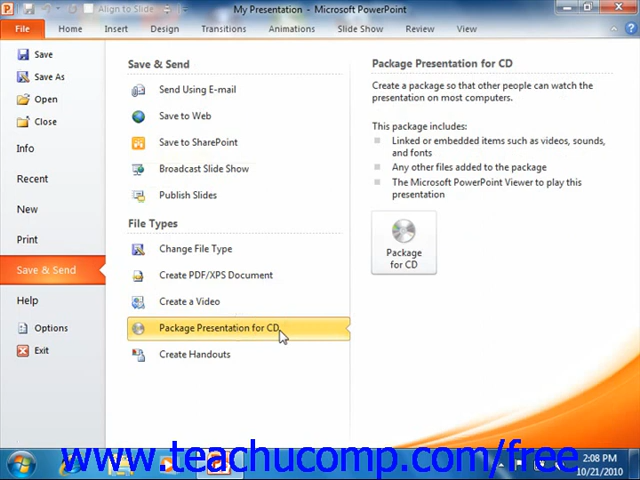 Align to Slide
My Presentation - Microsoft PowerPoint
File Home Insert Design Transitions Animations Slide Show Review View
Save
Save As
Open
Close
Info
Recent
New
Print
Save & Send
Help
Options
Exit
Save & Send
Send Using E-mail
Save to Web
Save to SharePoint
Broadcast Slide Show
Publish Slides
File Types
Change File Type
Create PDF/XPS Document
Create a Video
Package Presentation for CD
Create Handouts
Package Presentation for CD
Create a package so that other people can watch the
presentation on most computers.
This package includes:
Linked or embedded items such as videos, sounds,
and fonts
Any other files added to the package
The Microsoft PowerPoint Viewer to play this
presentation
Package
for CD
www.teachucomp.com/free
2:08 PM
10/21/2010